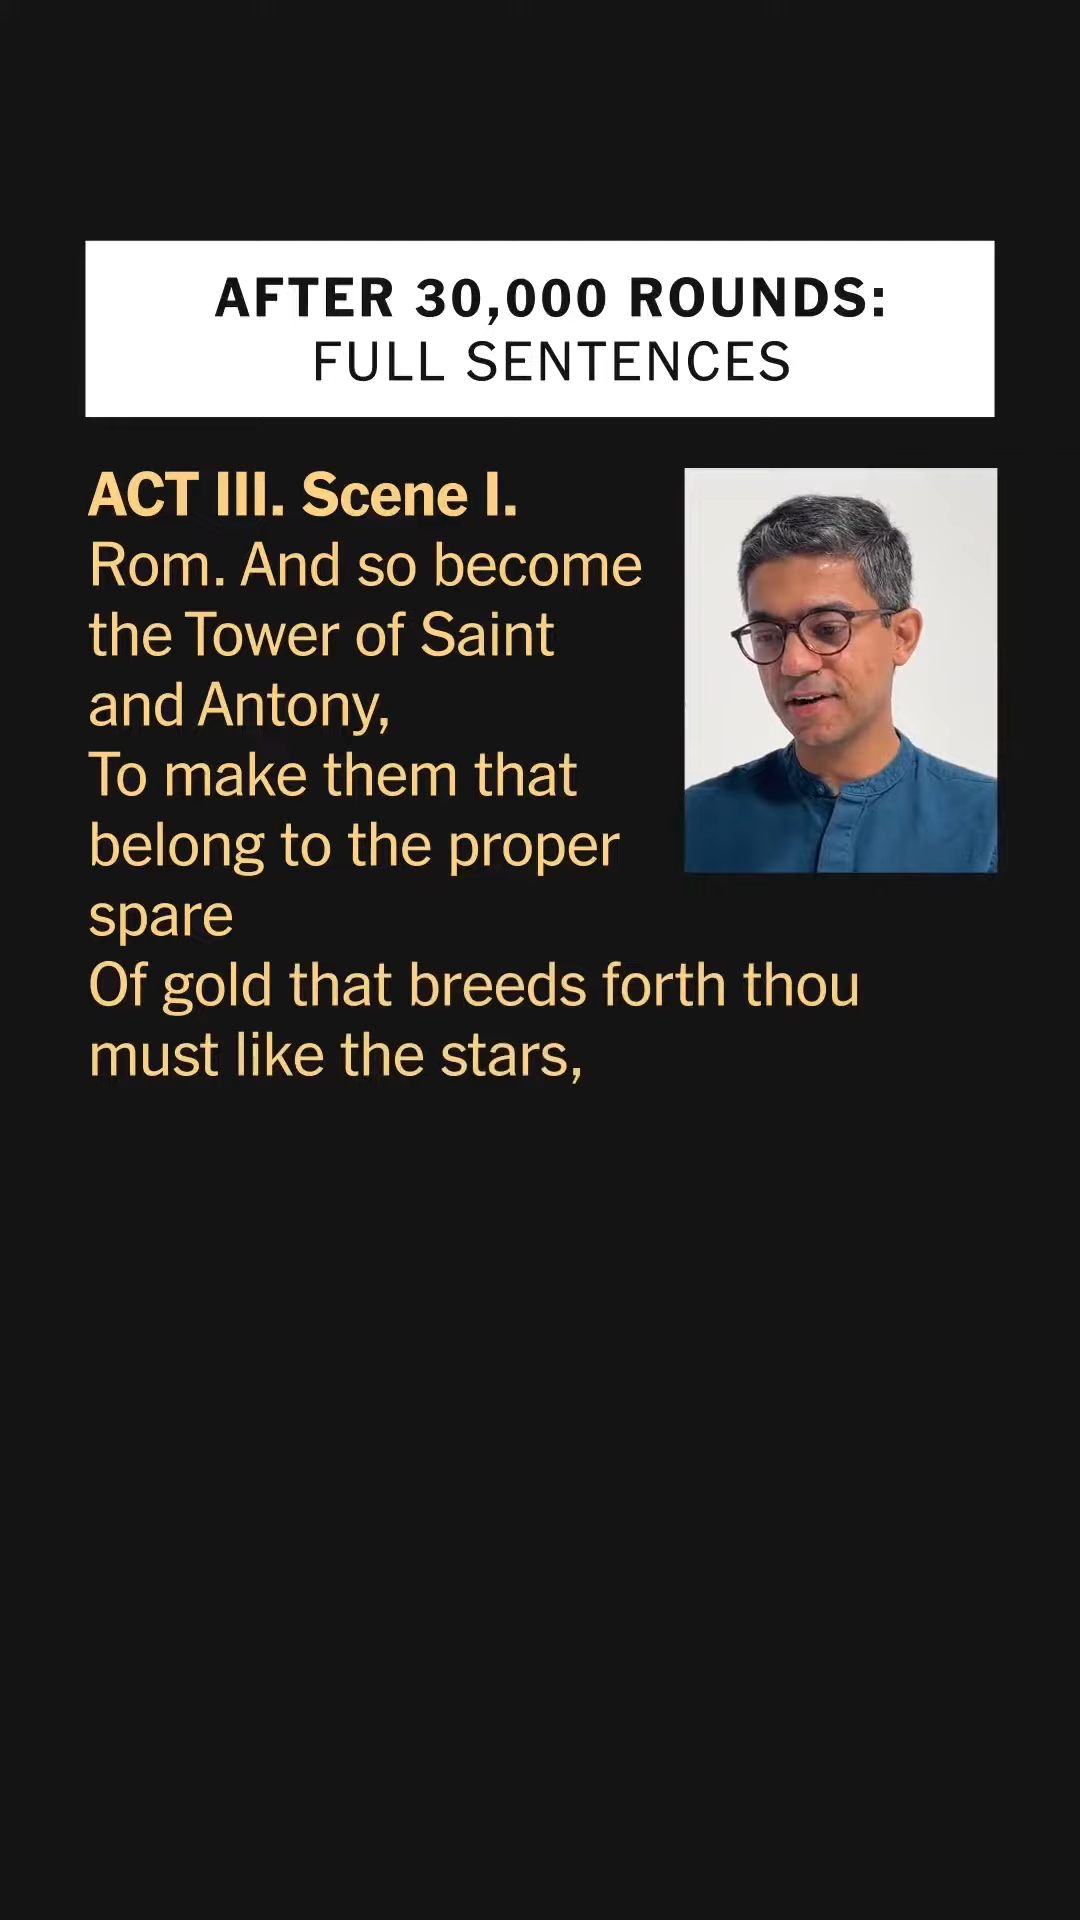 AFTER 30,000 ROUNDS:
FULL SENTENCES
ACT III. Scene I.
Rom. And so become
the Tower of Saint
and Antony,
To make them that
belong to the proper
spare
Of gold that breeds forth thou
must like the stars,